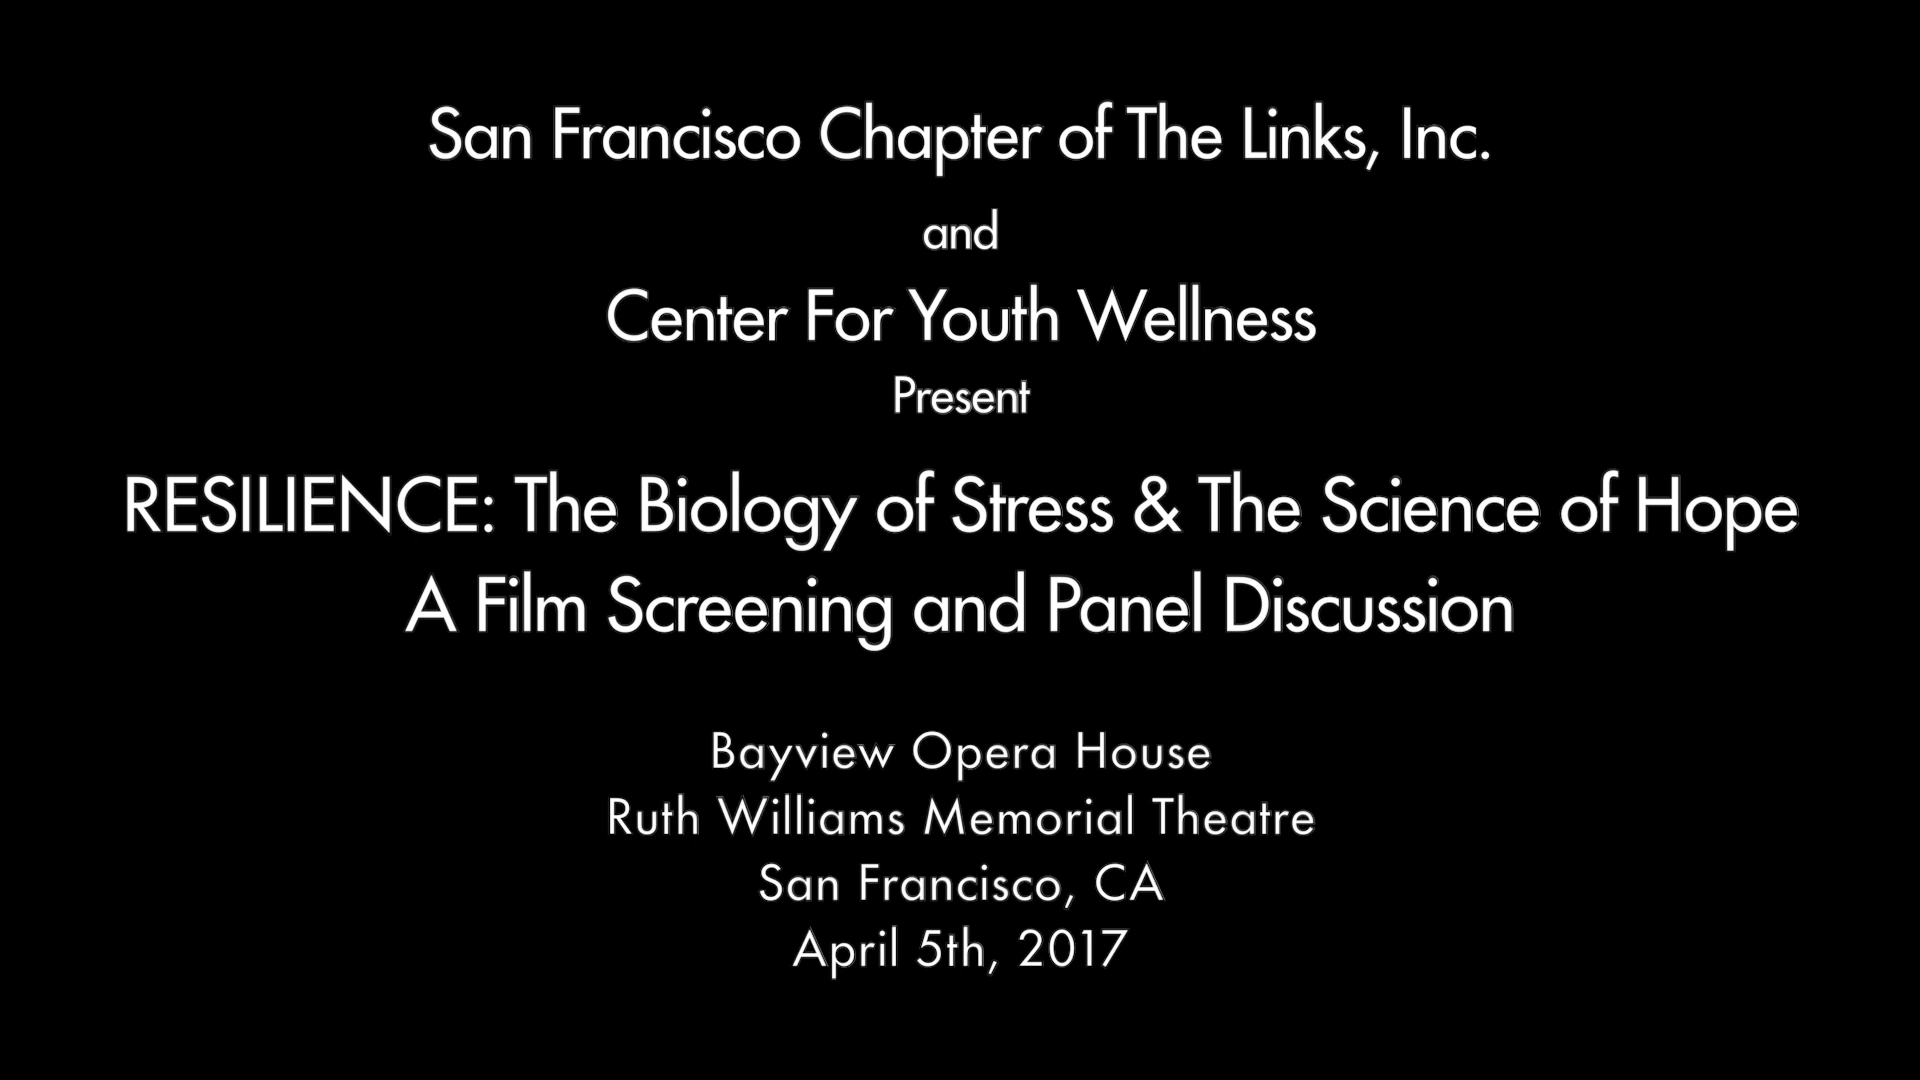 San Francisco Chapter of The Links, Inc.
and
Center For Youth Wellness
Present
RESILIENCE: The Biology of Stress & The Science of Hope
A Film Screening and Panel Discussion
Bayview Opera House
Ruth Williams Memorial Theatre
San Francisco, CA
April 5th, 2017